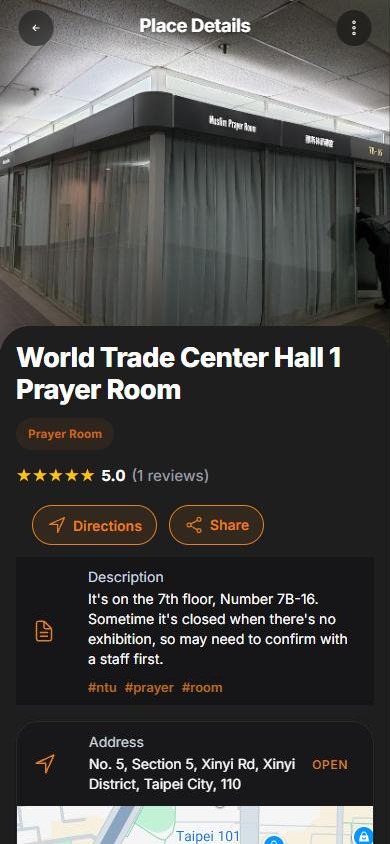 Place Details
Muslim Prayer Room
7B-16
World Trade Center Hall 1
Prayer Room
Prayer Room
★★★★★ 5.0 (1 reviews)
Directions
Share
Description
It's on the 7th floor, Number 7B-16.
Sometime it's closed when there's no
exhibition, so may need to confirm with
a staff first.
#ntu #prayer #room
Address
No. 5, Section 5, Xinyi Rd, Xinyi
District, Taipei City, 110
OPEN
Taipei 101